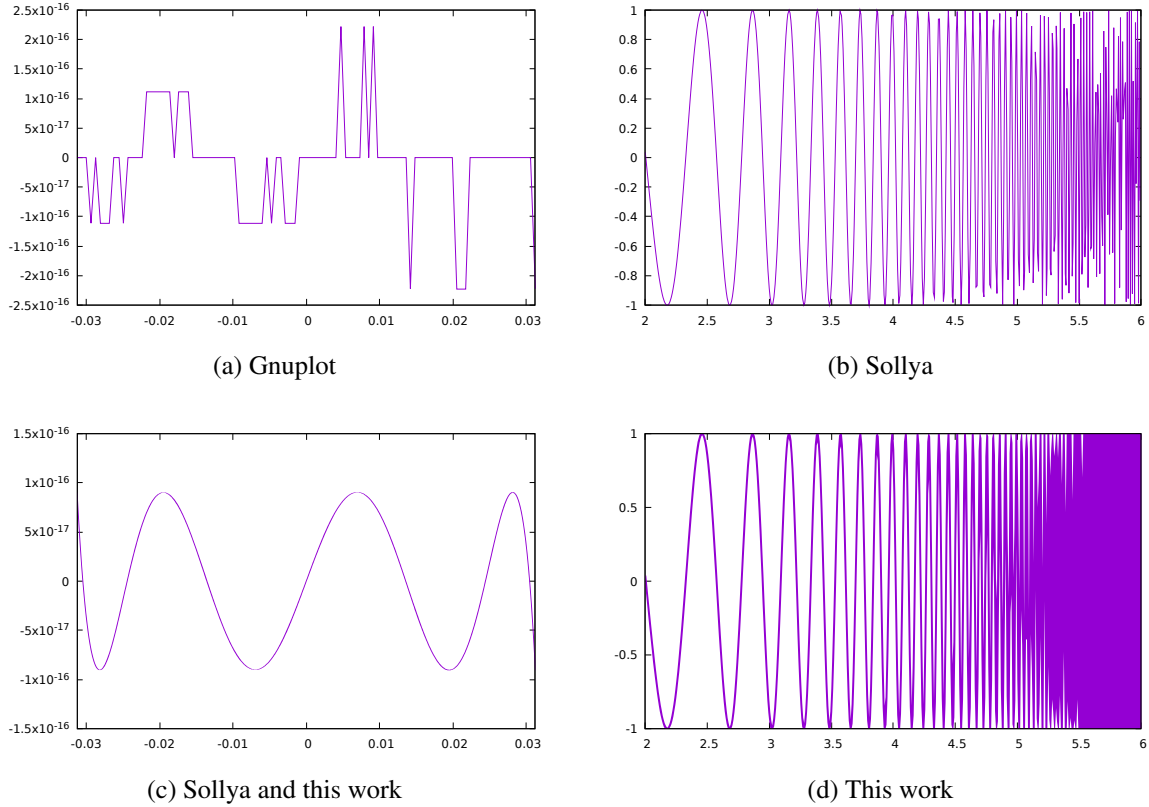 2.5x10-16
2x10-16
1.5x10-16
1x10-16
5x10-17
0
-5x10-17
-1x10-16
-1.5x10-16
-2x10-16
-2.5x10-16
-0.03 -0.02 -0.01 0 0.01 0.02 0.03
(a) Gnuplot
1
0.8
0.6
0.4
0.2
0
-0.2
-0.4
-0.6
-0.8
-1
2 2.5 3 3.5 4 4.5 5 5.5 6
(b) Sollya
1.5x10-16
1x10-16
5x10-17
0
-5x10-17
-1x10-16
-1.5x10-16
-0.03 -0.02 -0.01 0 0.01 0.02 0.03
(c) Sollya and this work
1
0.5
0
-0.5
-1
2 2.5 3 3.5 4 4.5 5 5.5 6
(d) This work